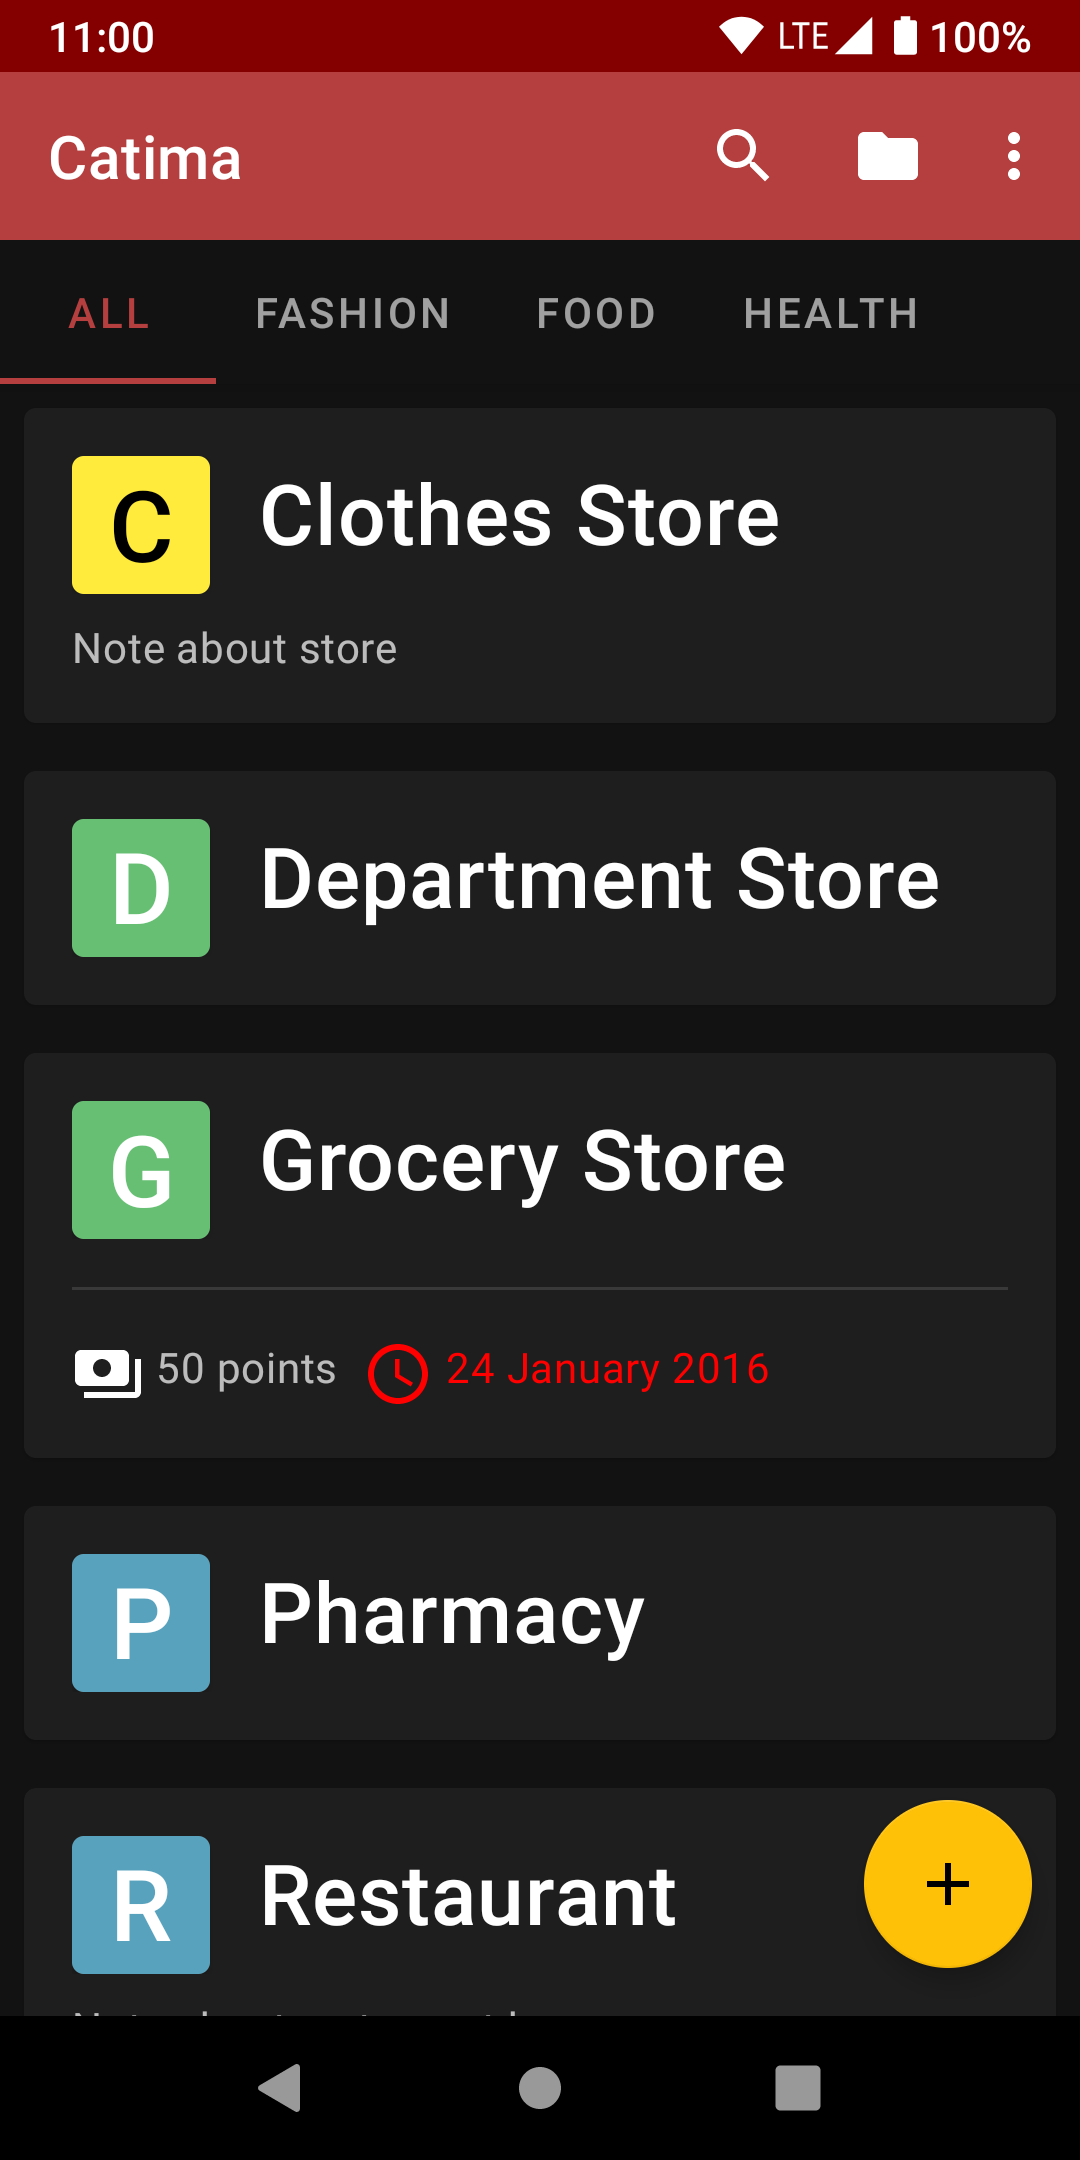 11:00 LTE 100%
Catima
ALL FASHION FOOD HEALTH
C Clothes Store
Note about store
D Department Store
G Grocery Store
50 points 24 January 2016
P Pharmacy
R Restaurant